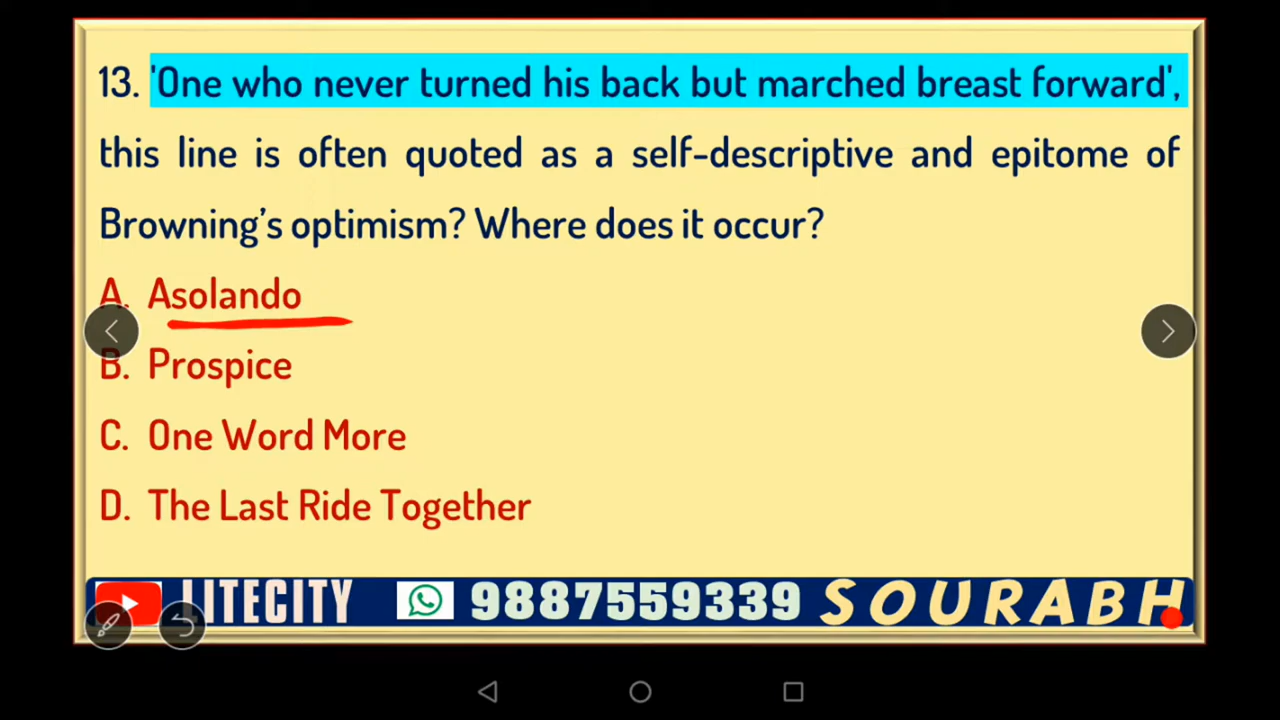 13. 'One who never turned his back but marched breast forward',
this line is often quoted as a self-descriptive and epitome of
Browning's optimism? Where does it occur?
A. Asolando
B. Prospice
C. One Word More
D. The Last Ride Together
LITECITY 9887559339 SOURABH